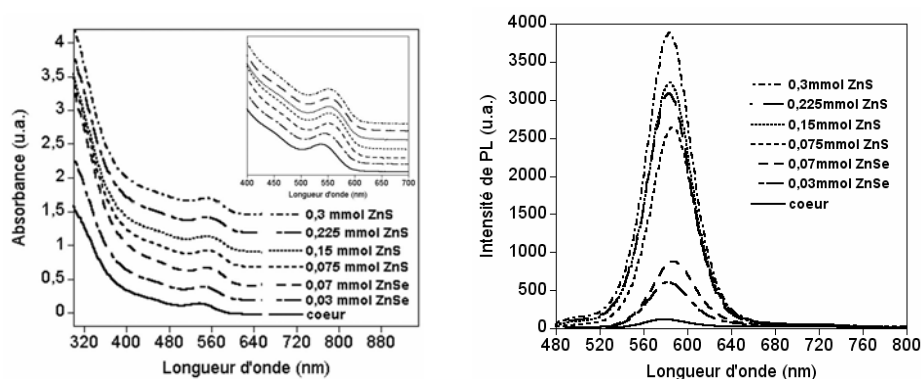 4
3,5
3
2,5
2
1,5
1
0,5
0
Absorbance (u.a.)
320 400 480 560 640 720 800 880
Longueur d'onde (nm)
0,3 mmol ZnS
0,225 mmol ZnS
0,15 mmol ZnS
0,075 mmol ZnS
0,07 mmol ZnSe
0,03 mmol ZnSe
coeur
400 450 500 550 600 650 700
Longueur d'onde (nm)
4000
3500
3000
2500
2000
1500
1000
500
0
Intensité de PL (u.a.)
480 520 560 600 640 680 720 760 800
Longueur d'onde (nm)
0,3mmol ZnS
0,225mmol ZnS
0,15mmol ZnS
0,075mmol ZnS
0,07mmol ZnSe
0,03mmol ZnSe
coeur